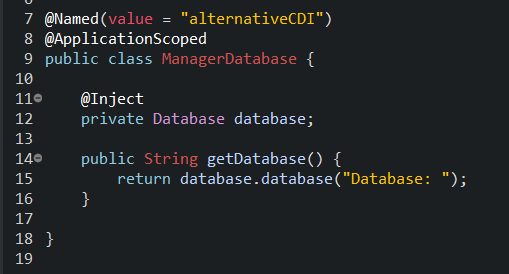 7 @Named(value = "alternativeCDI")
8 @ApplicationScoped
9 public class ManagerDatabase {
10
11 @Inject
12 private Database database;
13
14 public String getDatabase() {
15 return database.database("Database: ");
16 }
17
18 }
19